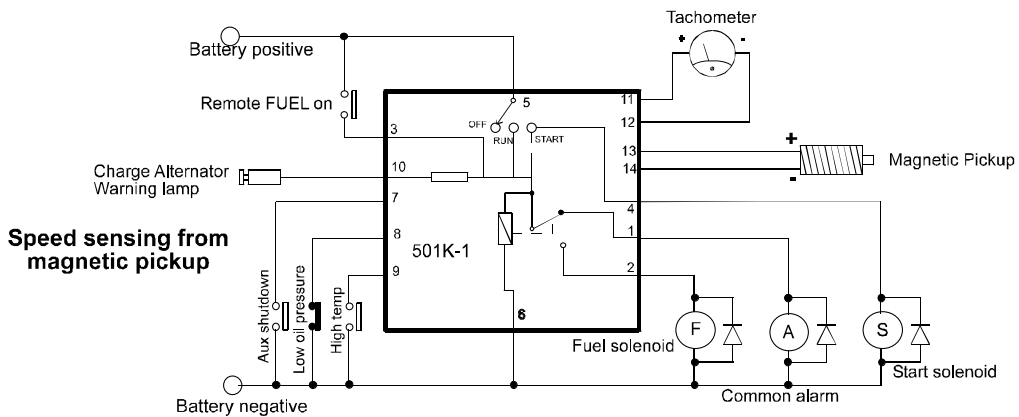 Tachometer
+ -
Battery positive
Remote FUEL on
5
11
OFF
RUN
START
12
3
13
+
Charge Alternator
Warning lamp
10
14
-
Magnetic Pickup
7
4
Speed sensing from
magnetic pickup
8
501K-1
1
9
2
Aux shutdown
Low oil pressure
High temp
6
F
A
S
Fuel solenoid
Start solenoid
Common alarm
Battery negative